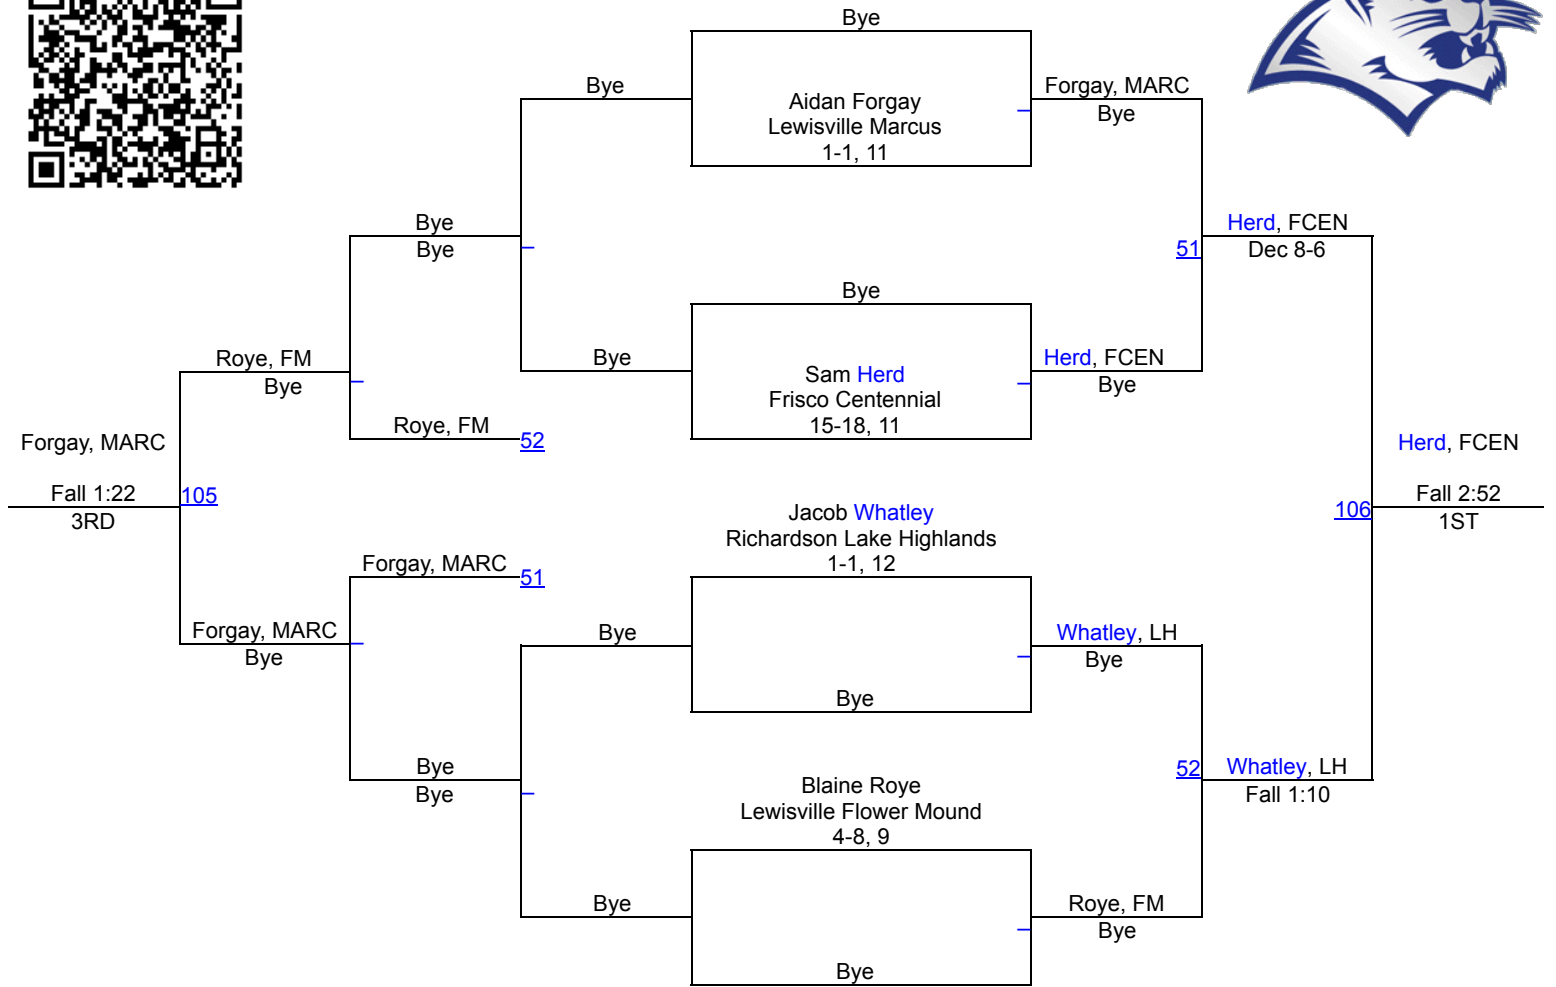 Bye
Bye
Aidan Forgay
Lewisville Marcus
1-1, 11
Forgay, MARC
Bye
Bye
Bye
Herd, FCEN
51
Dec 8-6
Bye
Bye
Sam Herd
Frisco Centennial
15-18, 11
Herd, FCEN
Bye
Roye, FM
Bye
Roye, FM
52
Forgay, MARC
Fall 1:22
105
3RD
Herd, FCEN
Fall 2:52
106
1ST
Jacob Whatley
Richardson Lake Highlands
1-1, 12
Forgay, MARC
51
Forgay, MARC
Bye
Bye
Whatley, LH
Bye
Bye
Bye
Bye
52
Whatley, LH
Fall 1:10
Blaine Roye
Lewisville Flower Mound
4-8, 9
Bye
Roye, FM
Bye
Bye